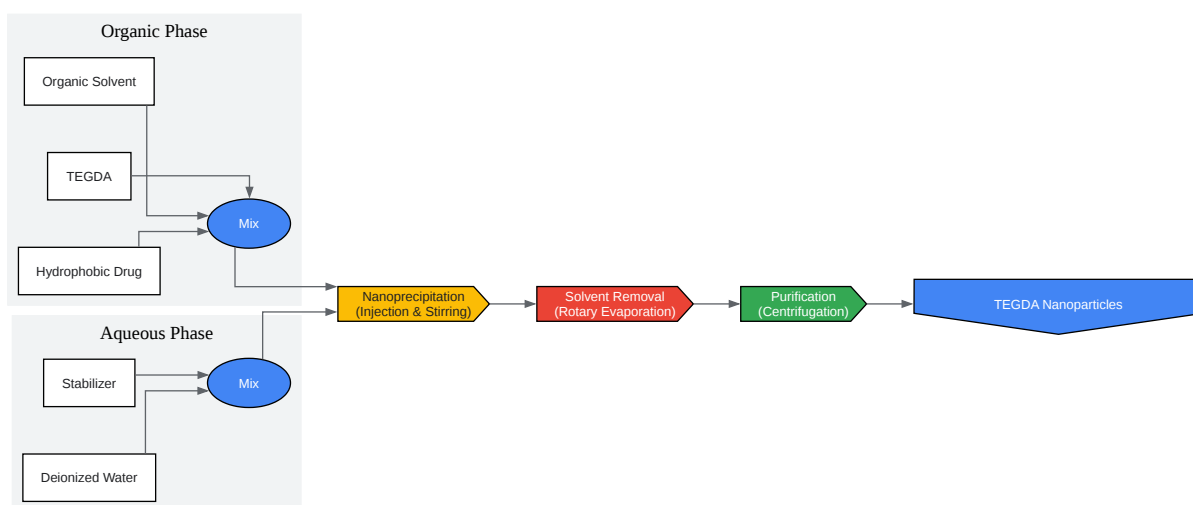 Organic Phase
Organic Solvent
TEGDA
Mix
Hydrophobic Drug
Nanoprecipitation
(Injection & Stirring)
Solvent Removal
(Rotary Evaporation)
Purification
(Centrifugation)
TEGDA Nanoparticles
Aqueous Phase
Stabilizer
Mix
Deionized Water